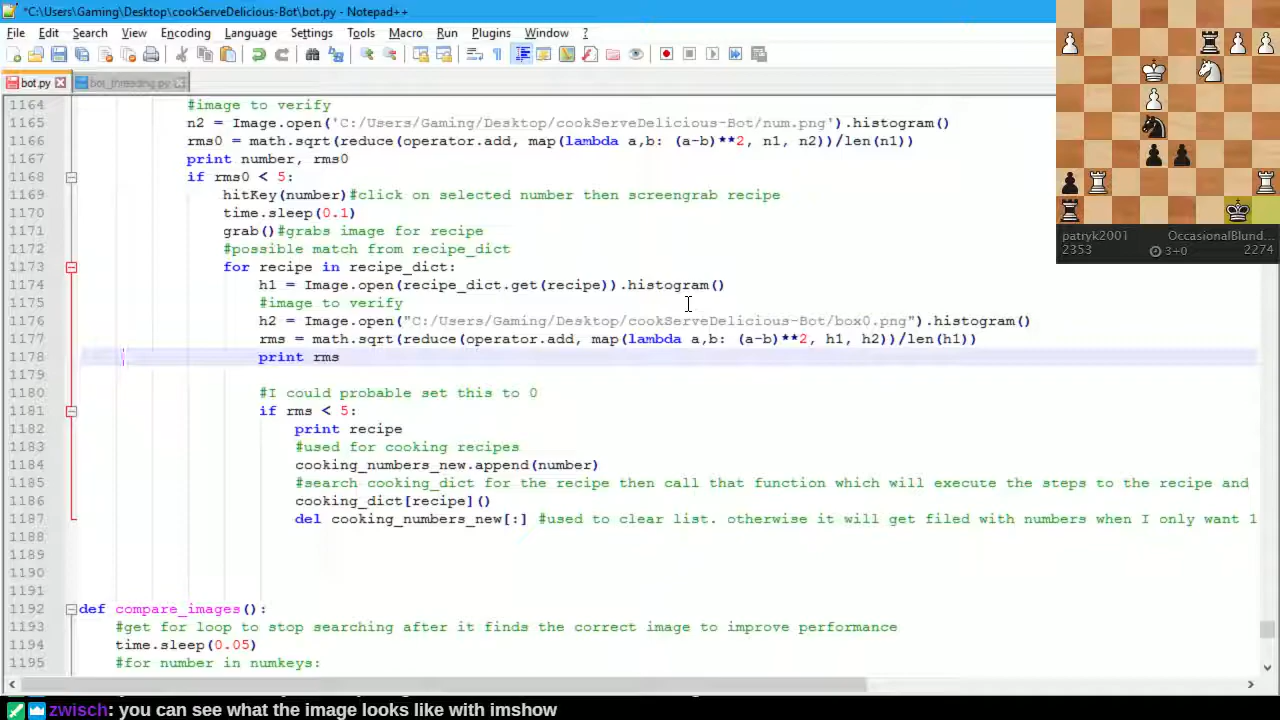 *C:\Users\Gaming\Desktop\cookServeDelicious-Bot\bot.py - Notepad++
File Edit Search View Encoding Language Settings Tools Macro Run Plugins Window ?
bot.py bot_threading.py
1164 #image to verify
1165 n2 = Image.open('C:/Users/Gaming/Desktop/cookServeDelicious-Bot/num.png').histogram()
1166 rms0 = math.sqrt(reduce(operator.add, map(lambda a,b: (a-b)**2, n1, n2))/len(n1))
1167 print number, rms0
1168 if rms0 < 5:
1169 hitKey(number)#click on selected number then screengrab recipe
1170 time.sleep(0.1)
1171 grab()#grabs image for recipe
1172 #possible match from recipe_dict
1173 for recipe in recipe_dict:
1174 h1 = Image.open(recipe_dict.get(recipe)).histogram()
1175 #image to verify
1176 h2 = Image.open("C:/Users/Gaming/Desktop/cookServeDelicious-Bot/box0.png").histogram()
1177 rms = math.sqrt(reduce(operator.add, map(lambda a,b: (a-b)**2, h1, h2))/len(h1))
1178 print rms
1179
1180 #I could probable set this to 0
1181 if rms < 5:
1182 print recipe
1183 #used for cooking recipes
1184 cooking_numbers_new.append(number)
1185 #search cooking_dict for the recipe then call that function which will execute the steps to the recipe and
1186 cooking_dict[recipe]()
1187 del cooking_numbers_new[:] #used to clear list. otherwise it will get filed with numbers when I only want 1
1188
1189
1190
1191
1192 def compare_images():
1193 #get for loop to stop searching after it finds the correct image to improve performance
1194 time.sleep(0.05)
1195 #for number in numkeys:
patryk2001 OccasionalBlund...
2353 3+0 2274
zwisch: you can see what the image looks like with imshow